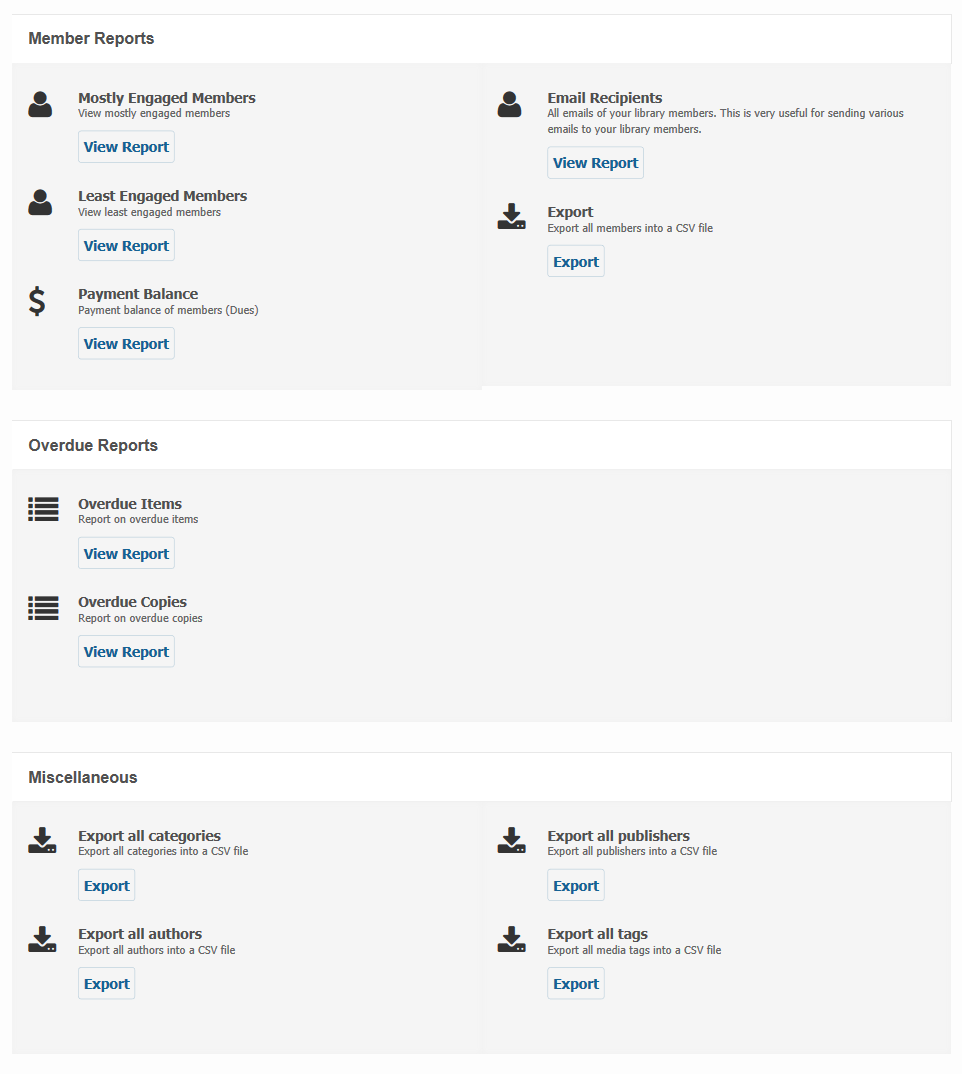 Member Reports
Mostly Engaged Members
View mostly engaged members
View Report
Least Engaged Members
View least engaged members
View Report
Payment Balance
Payment balance of members (Dues)
View Report
Email Recipients
All emails of your library members. This is very useful for sending various
emails to your library members.
View Report
Export
Export all members into a CSV file
Export
Overdue Reports
Overdue Items
Report on overdue items
View Report
Overdue Copies
Report on overdue copies
View Report
Miscellaneous
Export all categories
Export all categories into a CSV file
Export
Export all authors
Export all authors into a CSV file
Export
Export all publishers
Export all publishers into a CSV file
Export
Export all tags
Export all media tags into a CSV file
Export